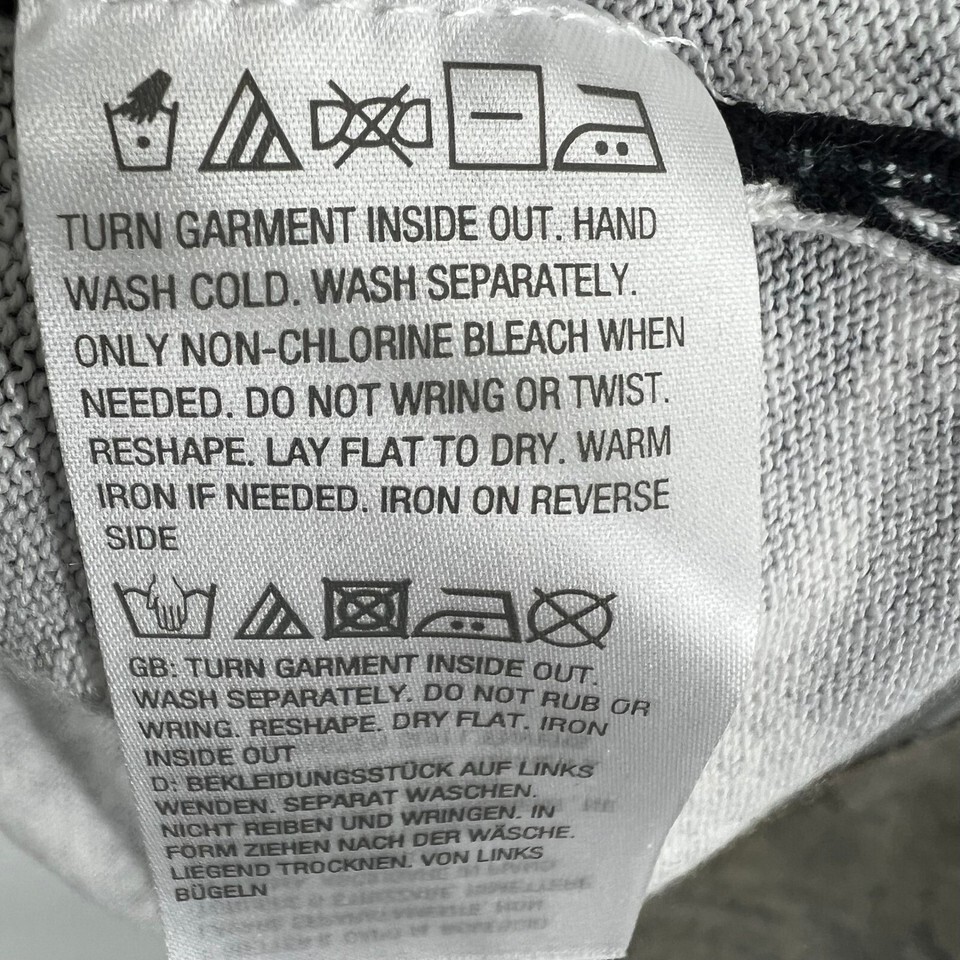 TURN GARMENT INSIDE OUT. HAND
WASH COLD. WASH SEPARATELY.
ONLY NON-CHLORINE BLEACH WHEN
NEEDED. DO NOT WRING OR TWIST.
RESHAPE. LAY FLAT TO DRY. WARM
IRON IF NEEDED. IRON ON REVERSE
SIDE
GB: TURN GARMENT INSIDE OUT.
WASH SEPARATELY. DO NOT RUB OR
WRING. RESHAPE. DRY FLAT. IRON
INSIDE OUT
D: BEKLEIDUNGSSTÜCK AUF LINKS
WENDEN. SEPARAT WASCHEN.
NICHT REIBEN UND WRINGEN. IN
FORM ZIEHEN NACH DER WÄSCHE.
LIEGEND TROCKNEN. VON LINKS
BÜGELN